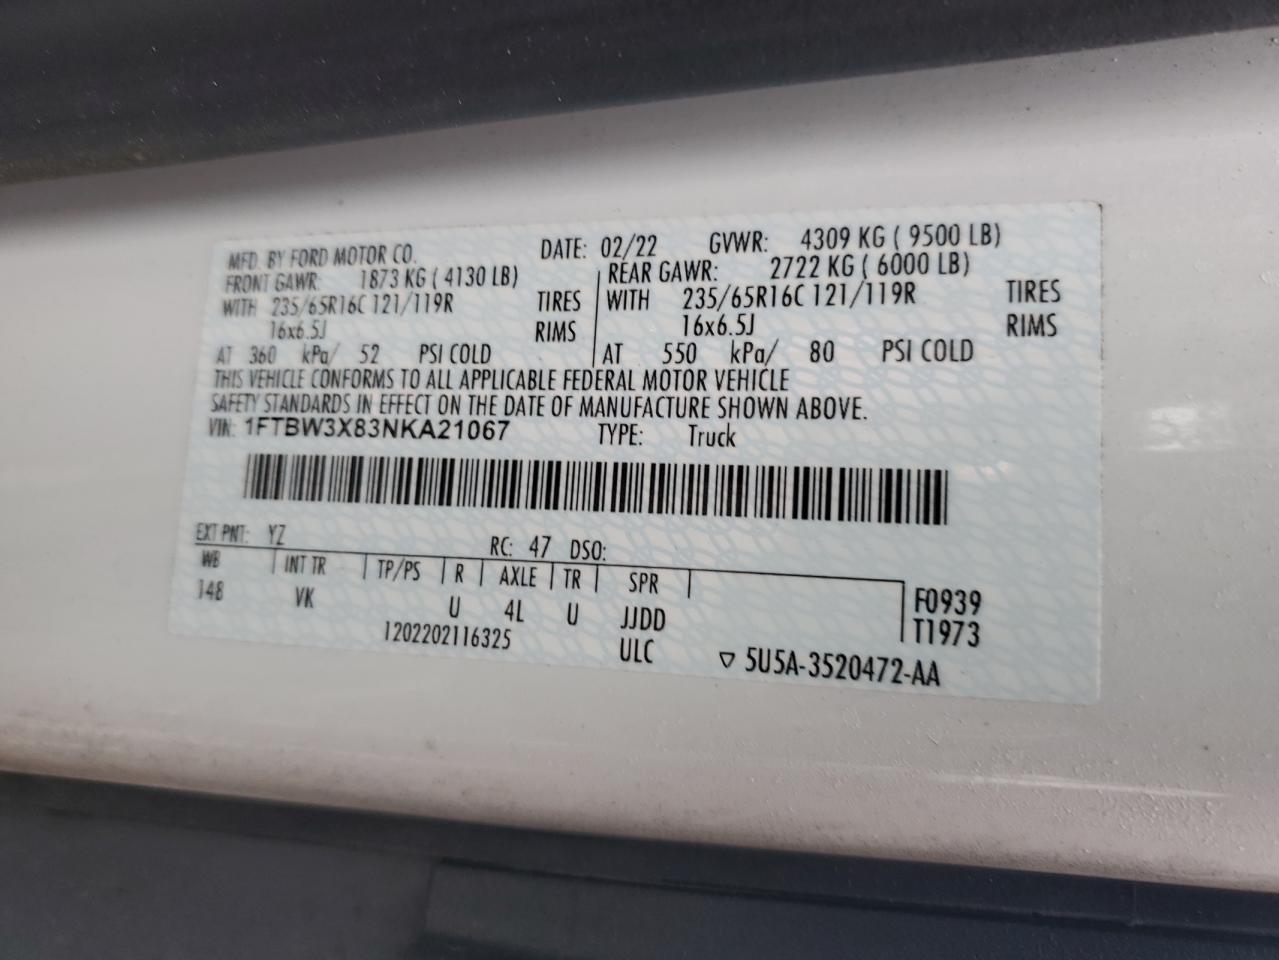 MFD. BY FORD MOTOR CO. DATE: 02/22 GVWR: 4309 KG ( 9500 LB)
FRONT GAWR: 1873 KG ( 4130 LB) REAR GAWR: 2722 KG ( 6000 LB)
WITH 235/65R16C 121/119R TIRES WITH 235/65R16C 121/119R TIRES
16x6.5J RIMS 16x6.5J RIMS
AT 360 kPa/ 52 PSI COLD AT 550 kPa/ 80 PSI COLD
THIS VEHICLE CONFORMS TO ALL APPLICABLE FEDERAL MOTOR VEHICLE
SAFETY STANDARDS IN EFFECT ON THE DATE OF MANUFACTURE SHOWN ABOVE.
VIN: 1FTBW3X83NKA21067 TYPE: Truck
EXT PNT: YZ RC: 47 DSO:
WB INT TR TP/PS R AXLE TR SPR
148 VK U 4L U JJDD F0939
1202202116325 ULC T1973
▽ 5U5A-3520472-AA